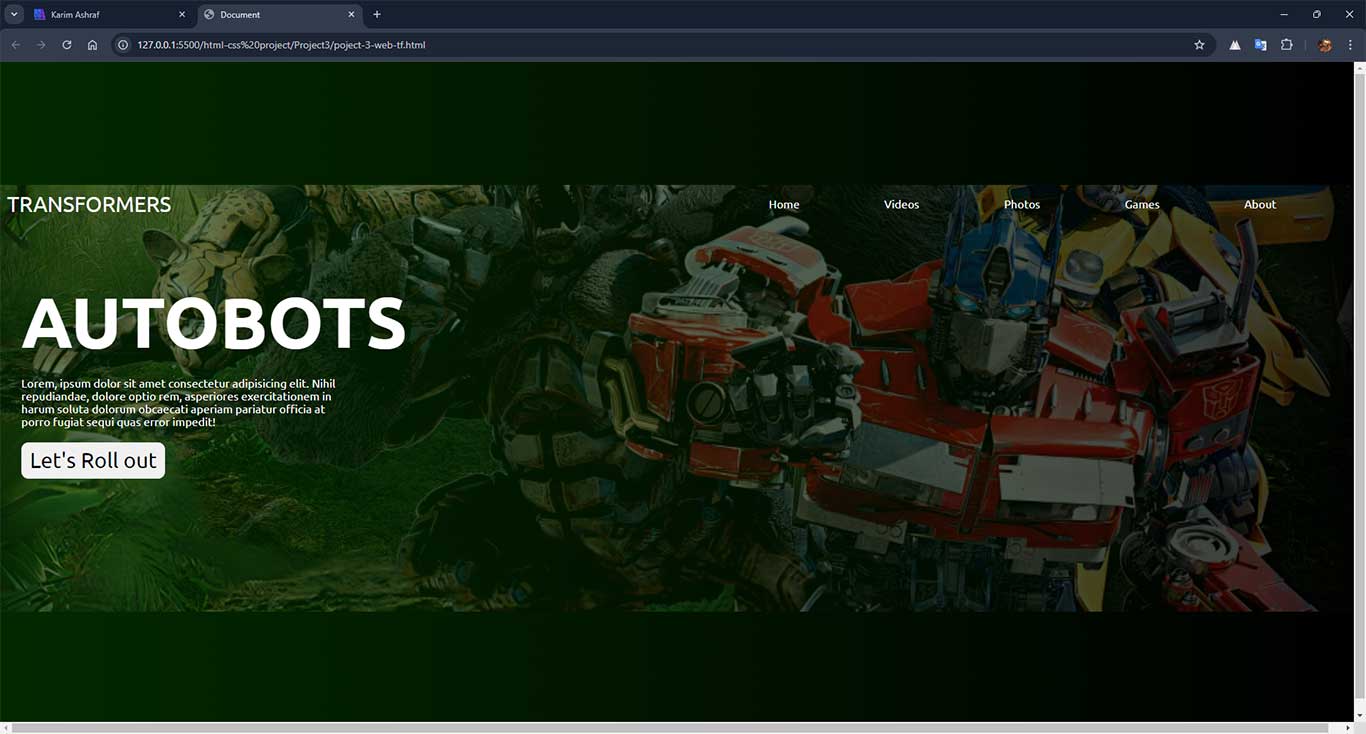 Karim Ashraf
Document
127.0.0.1:5500/html-css%20project/Project3/poject-3-web-tf.html
TRANSFORMERS
Home
Videos
Photos
Games
About
AUTOBOTS
Lorem, ipsum dolor sit amet consectetur adipisicing elit. Nihil
repudiandae, dolore optio rem, asperiores exercitationem in
harum soluta dolorum obcaecati aperiam pariatur officia at
porro fugiat sequi quas error impedit!
Let's Roll out